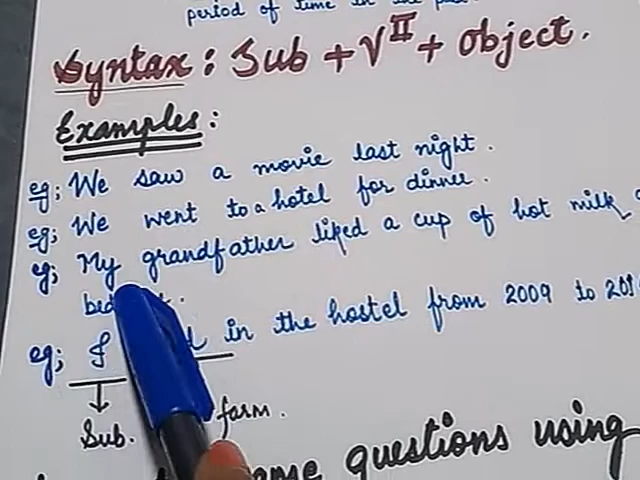 period of time in the
Syntax : Sub + V II + Object.
Examples :
eg; We saw a movie last night.
eg; We went to a hotel for dinner.
eg; My grandfather liked a cup of hot milk
eg; I in the hostel from 2009 to
Sub. form.
questions using